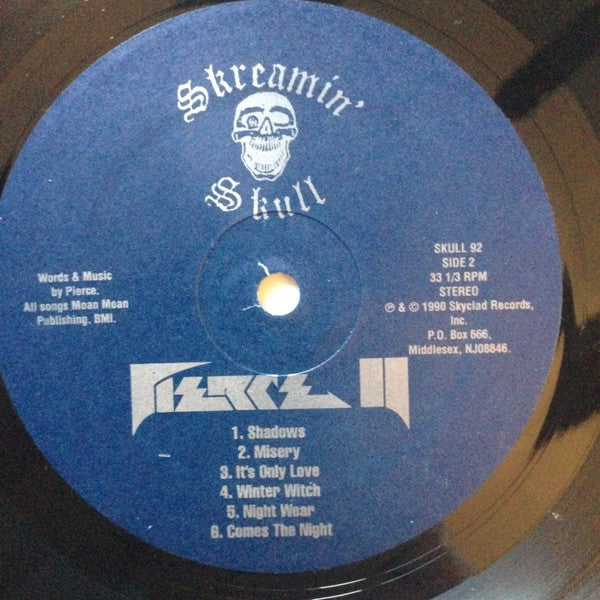 Skreamin'
Skull
Words & Music
by Pierce.
All songs Moan Moan
Publishing. BMI.
SKULL 92
SIDE 2
33 1/3 RPM
STEREO
℗ & © 1990 Skyclad Records,
Inc.
P.O. Box 666,
Middlesex, NJ08846.
PIERCE II
1. Shadows
2. Misery
3. It's Only Love
4. Winter Witch
5. Night Wear
6. Comes The Night